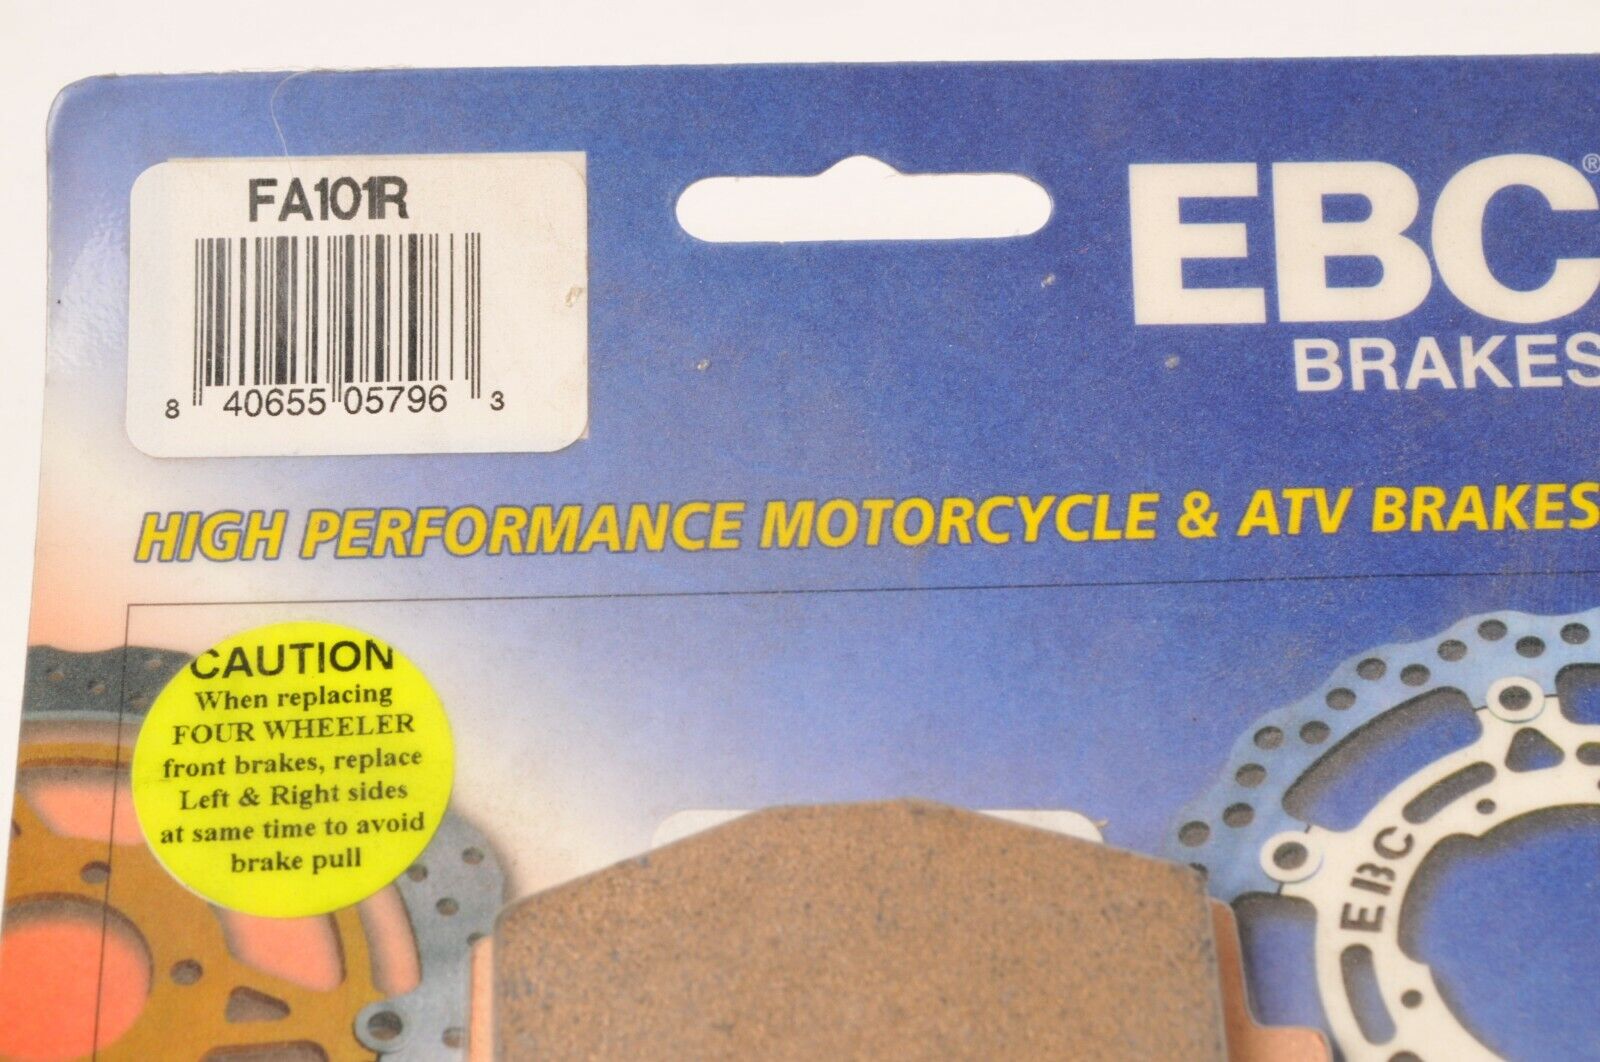 FA101R
8 40655 05796 3
EBC®
BRAKES
HIGH PERFORMANCE MOTORCYCLE & ATV BRAKES
CAUTION
When replacing
FOUR WHEELER
front brakes, replace
Left & Right sides
at same time to avoid
brake pull
EBC